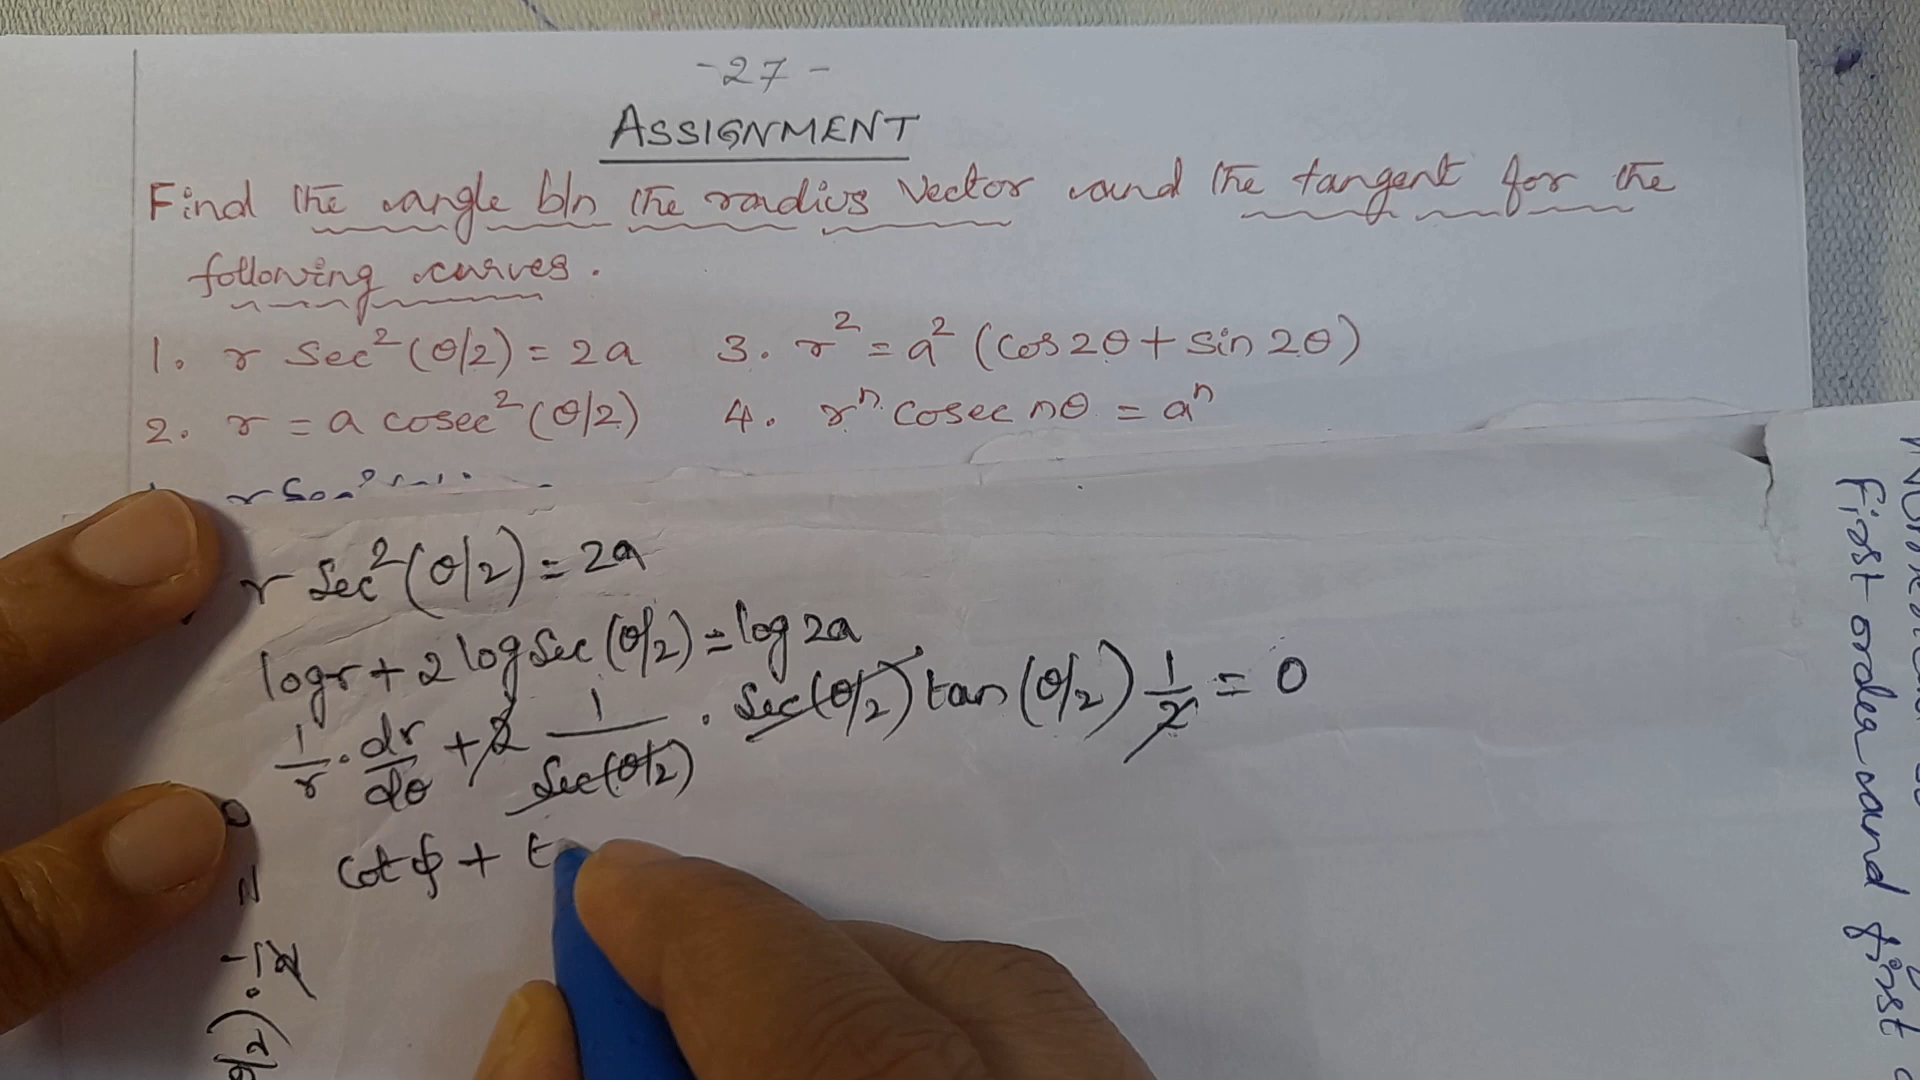 -27-
ASSIGNMENT
Find the angle b/n the radius Vector and the tangent for the
following curves.
1. r Sec²(θ/2) = 2a
2. r = a cosec²(θ/2)
3. r² = a² (cos2θ + sin 2θ)
4. rⁿ cosec nθ = aⁿ
r Sec²(θ/2) = 2a
logr + 2 log Sec (θ/2) = log 2a
1/r · dr/dθ + 2 1/Sec(θ/2) · Sec(θ/2) tan (θ/2) 1/2 = 0
cot φ + t
First order and first